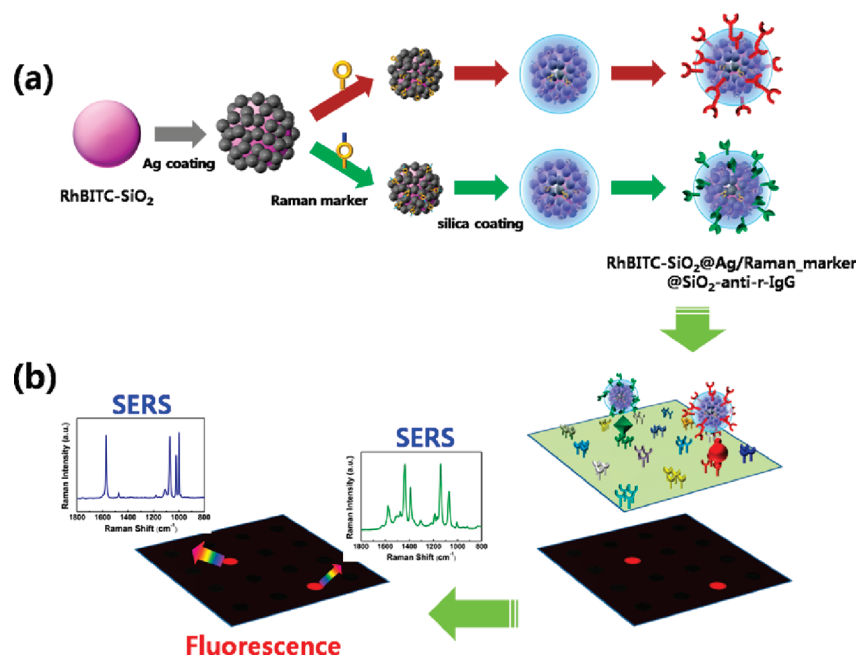 (a)
RhBITC-SiO₂
Ag coating
Raman marker
silica coating
RhBITC-SiO₂@Ag/Raman_marker
@SiO₂-anti-r-IgG
(b)
SERS
Raman Intensity (a.u.)
1800 1600 1400 1200 1000 800
Raman Shift (cm⁻¹)
SERS
Raman Intensity (a.u.)
1800 1600 1400 1200 1000 800
Raman Shift (cm⁻¹)
Fluorescence